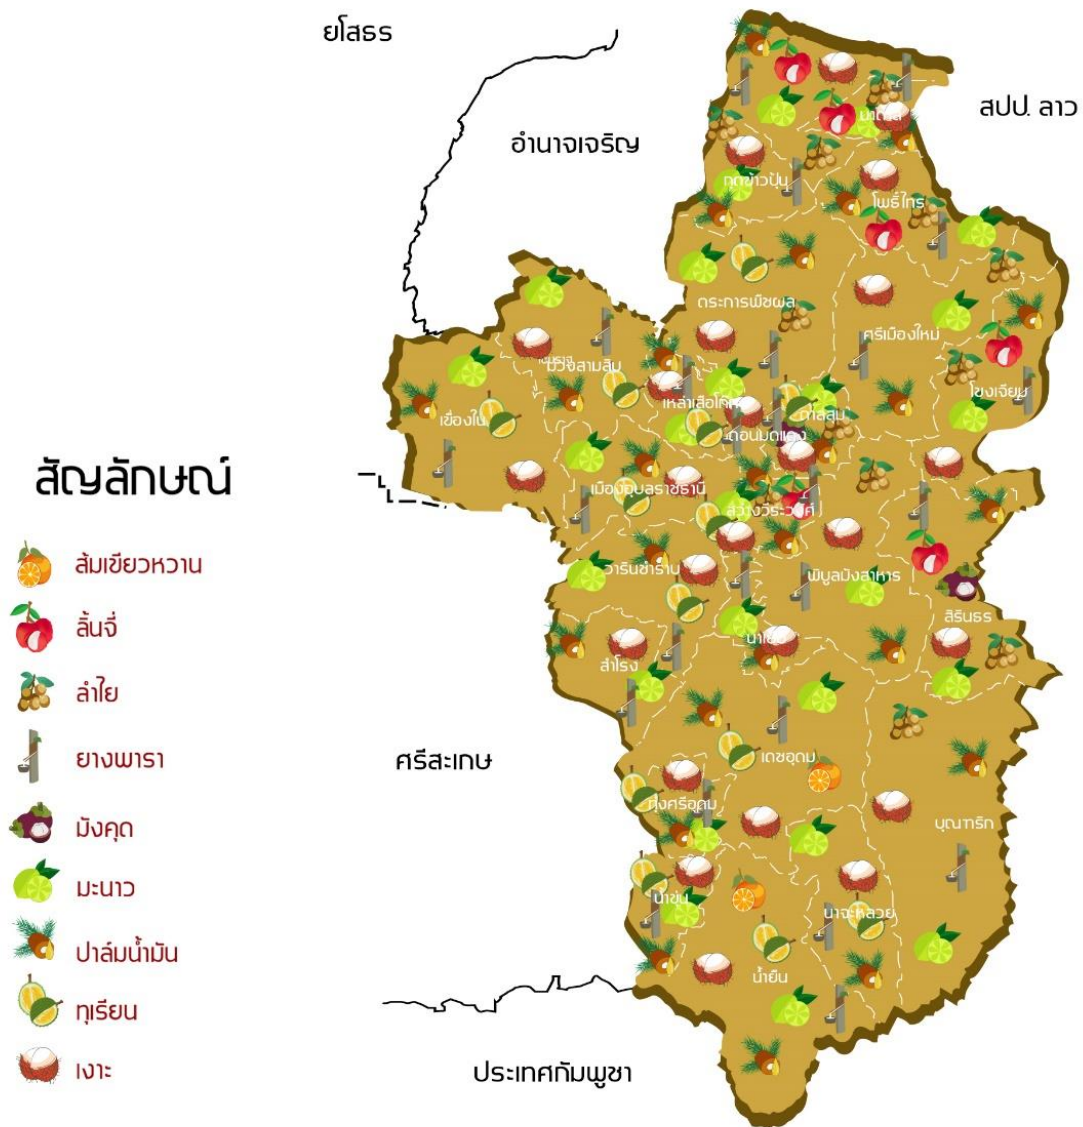 ยโสธร
สปป. ลาว
อำนาจเจริญ
นาตาล
กุดข้าวปุ้น
โพธิ์ไทร
ตระการพืชผล
ศรีเมืองใหม่
ม่วงสามสิบ
โขงเจียม
เหล่าเสือโก้ก
ตาลสุม
เขื่องใน
ดอนมดแดง
สัญลักษณ์
เมืองอุบลราชธานี
สว่างวีระวงศ์
ส้มเขียวหวาน
วารินชำราบ
พิบูลมังสาหาร
สิรินธร
ลิ้นจี่
นาเยีย
สำโรง
ลำไย
ยางพารา
ศรีสะเกษ
เดชอุดม
ทุ่งศรีอุดม
มังคุด
บุณฑริก
มะนาว
น้ำขุ่น
นาจะหลวย
ปาล์มน้ำมัน
น้ำยืน
ทุเรียน
เงาะ
ประเทศกัมพูชา